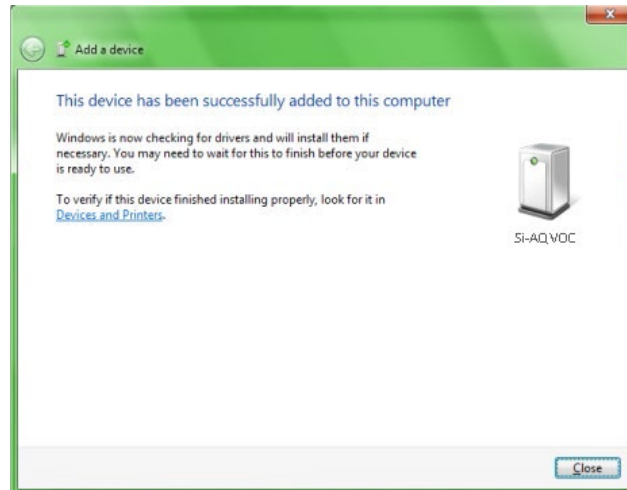 Add a device
This device has been successfully added to this computer
Windows is now checking for drivers and will install them if
necessary. You may need to wait for this to finish before your device
is ready to use.
To verify if this device finished installing properly, look for it in
Devices and Printers.
Si-AQ VOC
Close